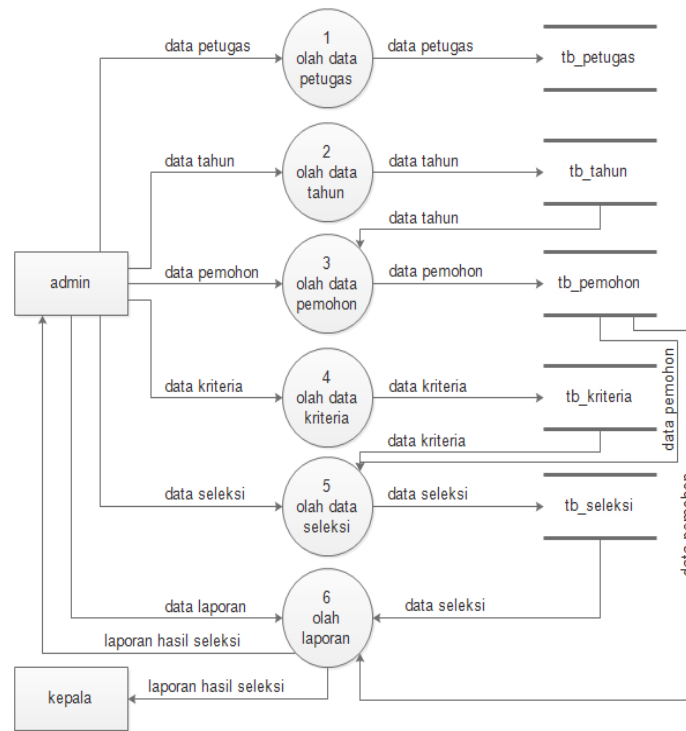 1
olah data
petugas
data petugas
data petugas
tb_petugas
2
olah data
tahun
data tahun
data tahun
tb_tahun
data tahun
admin
data pemohon
3
olah data
pemohon
data pemohon
tb_pemohon
4
olah data
kriteria
data kriteria
data kriteria
tb_kriteria
data pemohon
data kriteria
5
olah data
seleksi
data seleksi
data seleksi
tb_seleksi
data pemohon
6
olah
laporan
data laporan
data seleksi
laporan hasil seleksi
kepala
laporan hasil seleksi